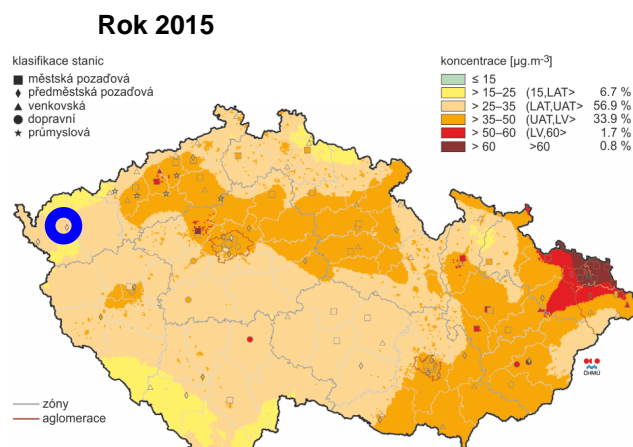 Rok 2015
klasifikace stanic
městská pozaďová
předměstská pozaďová
venkovská
dopravní
průmyslová
koncentrace [µg.m-3]
≤ 15
> 15–25 (15,LAT> 6.7 %
> 25–35 (LAT,UAT> 56.9 %
> 35–50 (UAT,LV> 33.9 %
> 50–60 (LV,60> 1.7 %
> 60 >60 0.8 %
ČHMÚ
zóny
aglomerace